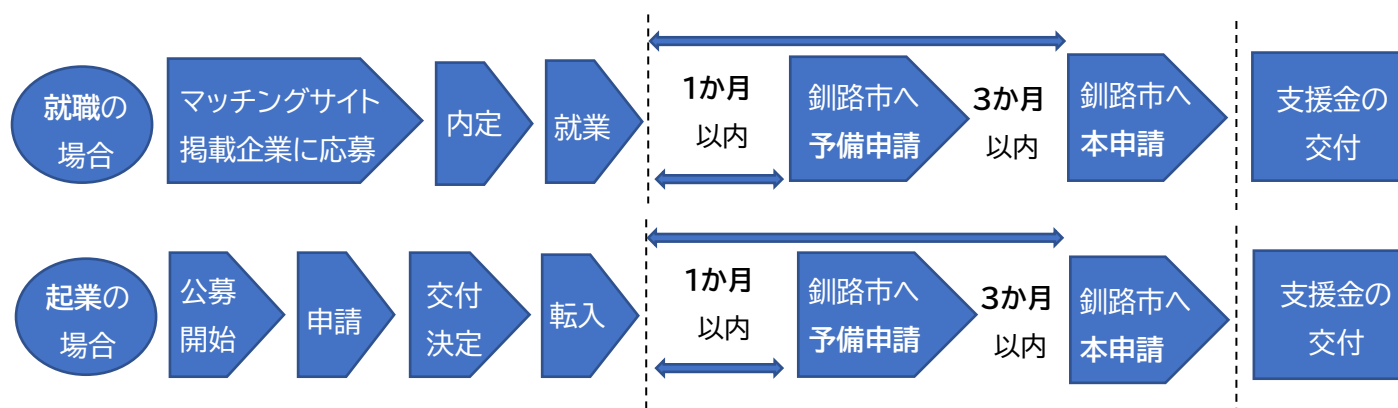 就職の
場合
マッチングサイト
掲載企業に応募
内定
就業
1か月
以内
釧路市へ
予備申請
3か月
以内
釧路市へ
本申請
支援金の
交付
起業の
場合
公募
開始
申請
交付
決定
転入
1か月
以内
釧路市へ
予備申請
3か月
以内
釧路市へ
本申請
支援金の
交付